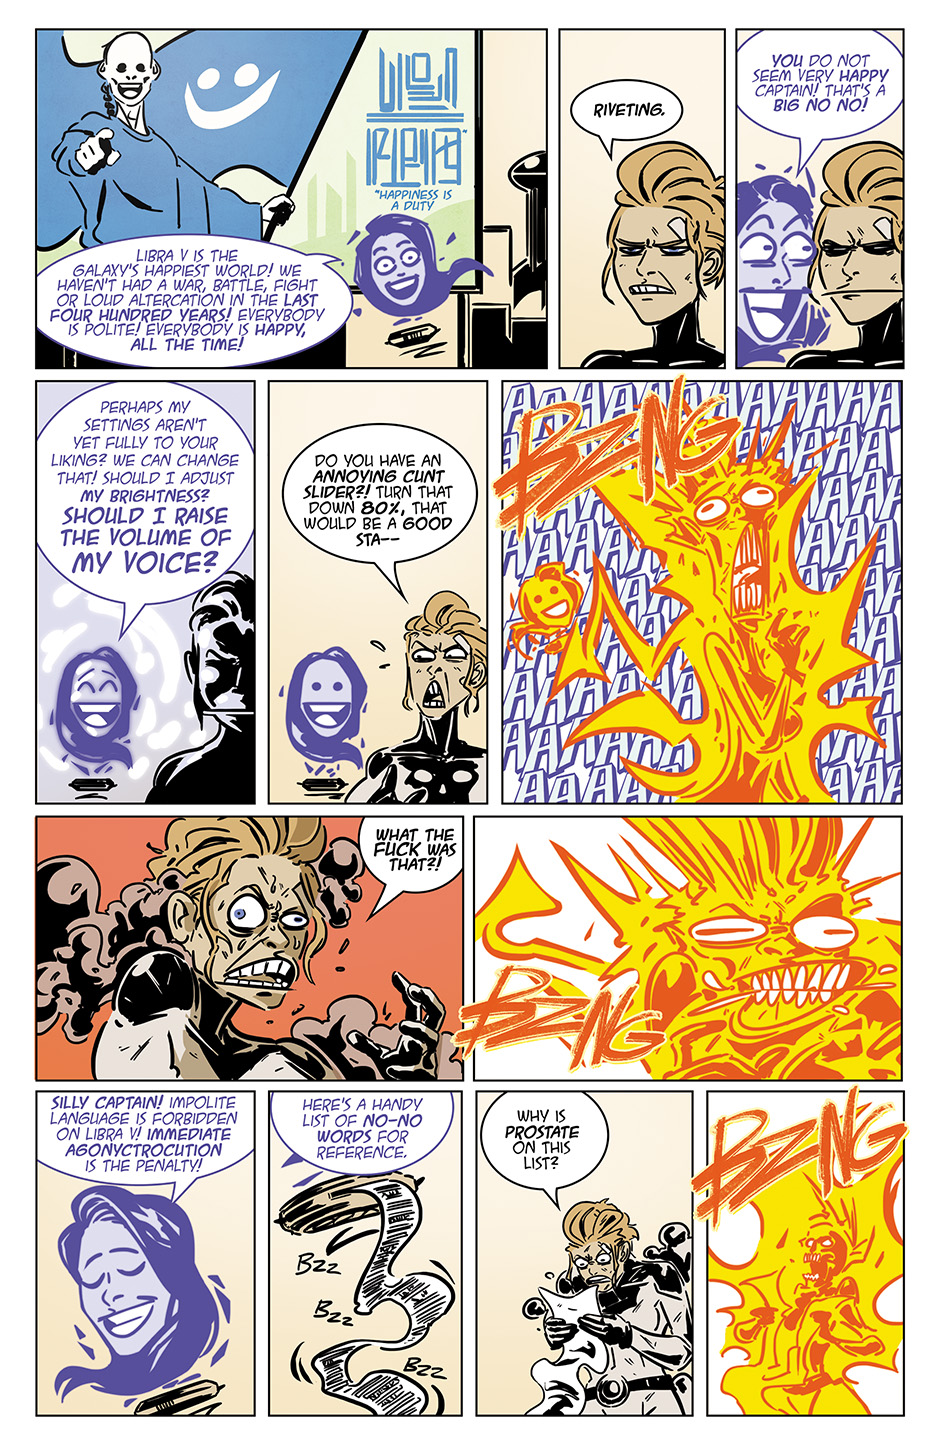 "HAPPINESS IS
A DUTY
LIBRA V IS THE
GALAXY'S HAPPIEST WORLD! WE
HAVEN'T HAD A WAR, BATTLE, FIGHT
OR LOUD ALTERCATION IN THE LAST
FOUR HUNDRED YEARS! EVERYBODY
IS POLITE! EVERYBODY IS HAPPY,
ALL THE TIME!
RIVETING.
YOU DO NOT
SEEM VERY HAPPY
CAPTAIN! THAT'S A
BIG NO NO!
PERHAPS MY
SETTINGS AREN'T
YET FULLY TO YOUR
LIKING? WE CAN CHANGE
THAT! SHOULD I ADJUST
MY BRIGHTNESS?
SHOULD I RAISE
THE VOLUME OF
MY VOICE?
DO YOU HAVE AN
ANNOYING CUNT
SLIDER?! TURN THAT
DOWN 80%, THAT
WOULD BE A GOOD
STA--
BZNG
WHAT THE
FUCK WAS
THAT?!
BZNG
SILLY CAPTAIN! IMPOLITE
LANGUAGE IS FORBIDDEN
ON LIBRA V! IMMEDIATE
AGONYCTROCUTION
IS THE PENALTY!
HERE'S A HANDY
LIST OF NO-NO
WORDS FOR
REFERENCE.
BZZ
BZZ
BZZ
WHY IS
PROSTATE
ON THIS
LIST?
BZNG